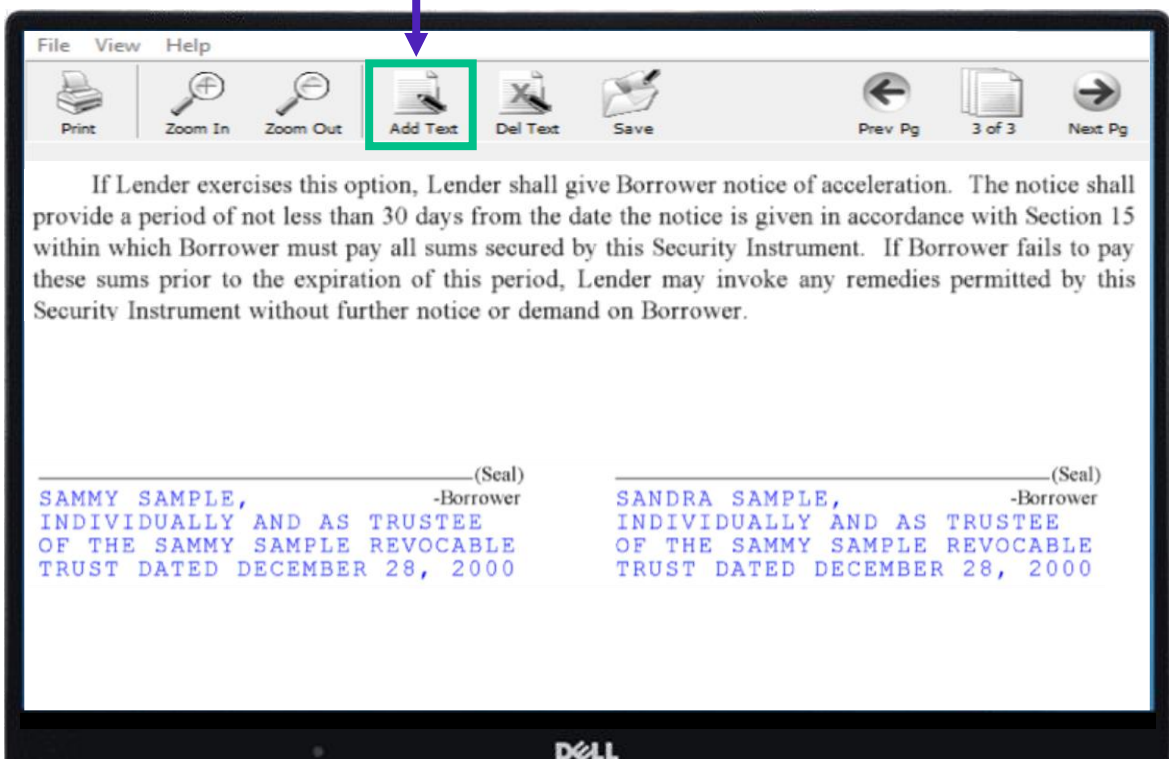 File View Help
Print Zoom In Zoom Out Add Text Del Text Save Prev Pg 3 of 3 Next Pg
If Lender exercises this option, Lender shall give Borrower notice of acceleration. The notice shall
provide a period of not less than 30 days from the date the notice is given in accordance with Section 15
within which Borrower must pay all sums secured by this Security Instrument. If Borrower fails to pay
these sums prior to the expiration of this period, Lender may invoke any remedies permitted by this
Security Instrument without further notice or demand on Borrower.
(Seal)
-Borrower
SAMMY SAMPLE,
INDIVIDUALLY AND AS TRUSTEE
OF THE SAMMY SAMPLE REVOCABLE
TRUST DATED DECEMBER 28, 2000
(Seal)
-Borrower
SANDRA SAMPLE,
INDIVIDUALLY AND AS TRUSTEE
OF THE SAMMY SAMPLE REVOCABLE
TRUST DATED DECEMBER 28, 2000
DELL